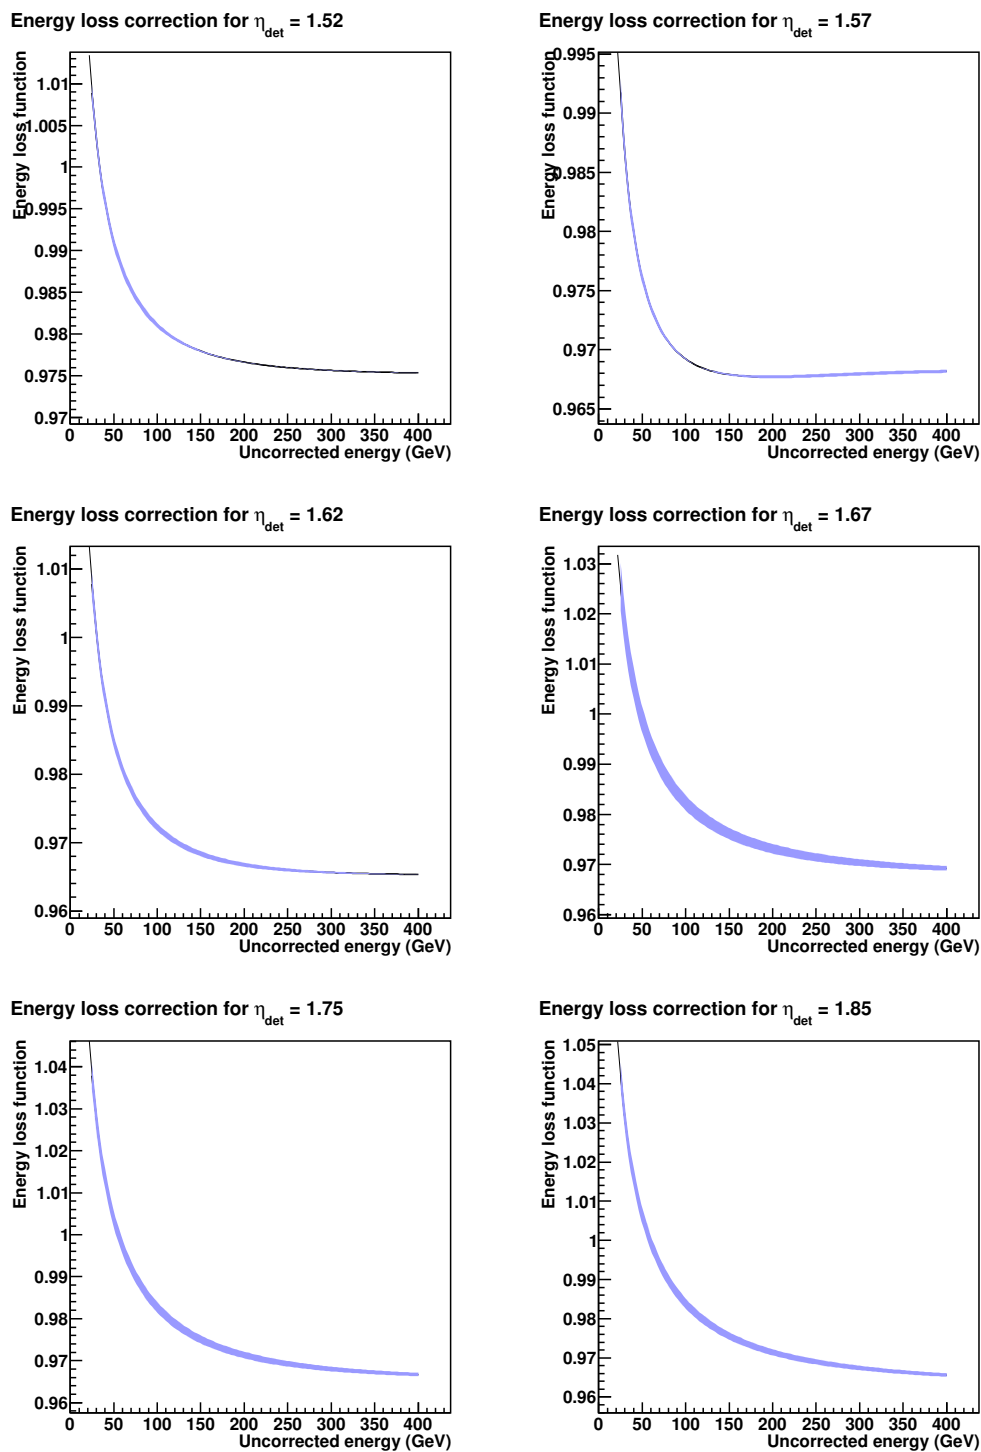 Energy loss correction for ηdet = 1.52
Energy loss function
1.01
1.005
1
0.995
0.99
0.985
0.98
0.975
0.97
0 50 100 150 200 250 300 350 400
Uncorrected energy (GeV)
Energy loss correction for ηdet = 1.57
Energy loss function
0.995
0.99
0.985
0.98
0.975
0.97
0.965
0 50 100 150 200 250 300 350 400
Uncorrected energy (GeV)
Energy loss correction for ηdet = 1.62
Energy loss function
1.01
1
0.99
0.98
0.97
0.96
0 50 100 150 200 250 300 350 400
Uncorrected energy (GeV)
Energy loss correction for ηdet = 1.67
Energy loss function
1.03
1.02
1.01
1
0.99
0.98
0.97
0.96
0 50 100 150 200 250 300 350 400
Uncorrected energy (GeV)
Energy loss correction for ηdet = 1.75
Energy loss function
1.04
1.03
1.02
1.01
1
0.99
0.98
0.97
0.96
0 50 100 150 200 250 300 350 400
Uncorrected energy (GeV)
Energy loss correction for ηdet = 1.85
Energy loss function
1.05
1.04
1.03
1.02
1.01
1
0.99
0.98
0.97
0.96
0 50 100 150 200 250 300 350 400
Uncorrected energy (GeV)